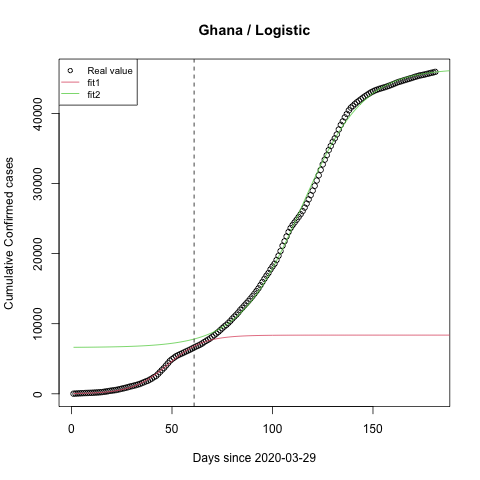 Ghana / Logistic
Real value
fit1
fit2
Cumulative Confirmed cases
0
10000
20000
30000
40000
0
50
100
150
Days since 2020-03-29